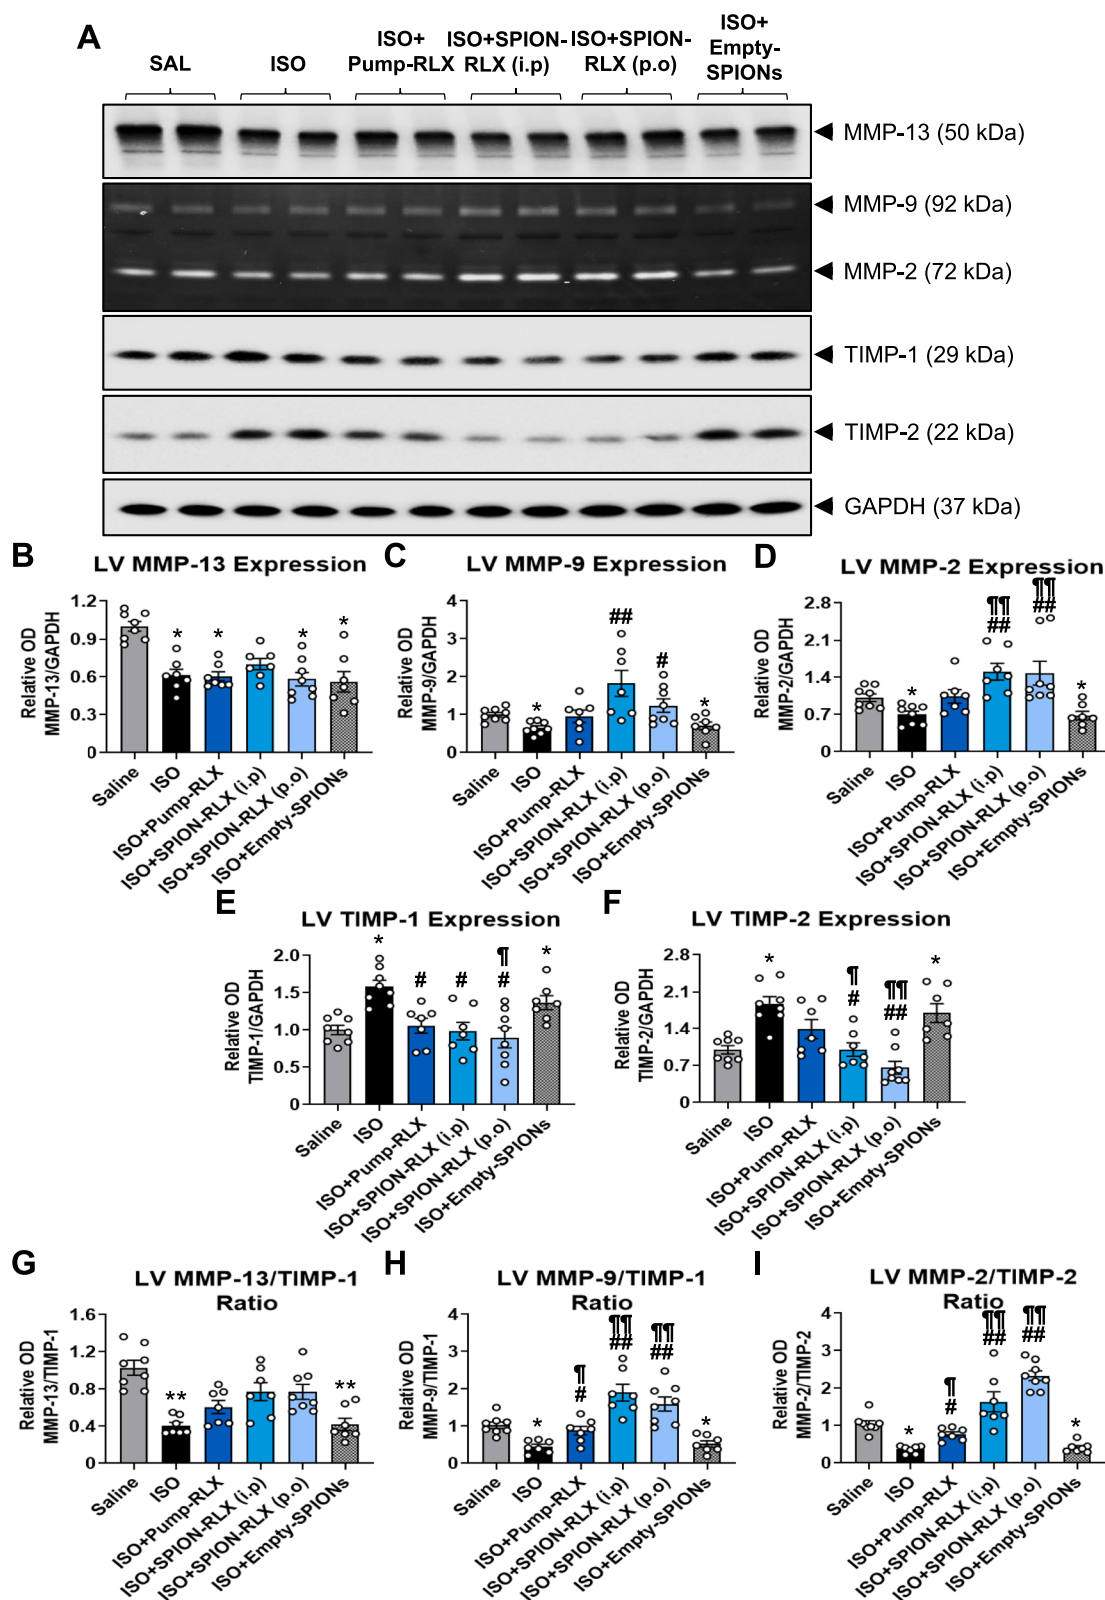 A
SAL
ISO
ISO+
Pump-RLX
ISO+SPION-
RLX (i.p)
ISO+SPION-
RLX (p.o)
ISO+
Empty-
SPIONs
MMP-13 (50 kDa)
MMP-9 (92 kDa)
MMP-2 (72 kDa)
TIMP-1 (29 kDa)
TIMP-2 (22 kDa)
GAPDH (37 kDa)
B
LV MMP-13 Expression
Relative OD
MMP-13/GAPDH
1.2
0.9
0.6
0.3
0
* * * *
Saline
ISO
ISO+Pump-RLX
ISO+SPION-RLX (i.p)
ISO+SPION-RLX (p.o)
ISO+Empty-SPIONs
C
LV MMP-9 Expression
Relative OD
MMP-9/GAPDH
4
3
2
1
0
* ## # *
Saline
ISO
ISO+Pump-RLX
ISO+SPION-RLX (i.p)
ISO+SPION-RLX (p.o)
ISO+Empty-SPIONs
D
LV MMP-2 Expression
Relative OD
MMP-2/GAPDH
2.8
2.1
1.4
0.7
0
¶¶ ¶¶
* ## ## *
Saline
ISO
ISO+Pump-RLX
ISO+SPION-RLX (i.p)
ISO+SPION-RLX (p.o)
ISO+Empty-SPIONs
E
LV TIMP-1 Expression
Relative OD
TIMP-1/GAPDH
2.0
1.5
1.0
0.5
0
¶
* # # # *
Saline
ISO
ISO+Pump-RLX
ISO+SPION-RLX (i.p)
ISO+SPION-RLX (p.o)
ISO+Empty-SPIONs
F
LV TIMP-2 Expression
Relative OD
TIMP-2/GAPDH
2.8
2.1
1.4
0.7
0
¶ ¶¶
* # ## *
Saline
ISO
ISO+Pump-RLX
ISO+SPION-RLX (i.p)
ISO+SPION-RLX (p.o)
ISO+Empty-SPIONs
G
LV MMP-13/TIMP-1
Ratio
Relative OD
MMP-13/TIMP-1
1.6
1.2
0.8
0.4
0
** **
Saline
ISO
ISO+Pump-RLX
ISO+SPION-RLX (i.p)
ISO+SPION-RLX (p.o)
ISO+Empty-SPIONs
H
LV MMP-9/TIMP-1
Ratio
Relative OD
MMP-9/TIMP-1
4
3
2
1
0
¶ ¶¶ ¶¶
* # ## ## *
Saline
ISO
ISO+Pump-RLX
ISO+SPION-RLX (i.p)
ISO+SPION-RLX (p.o)
ISO+Empty-SPIONs
I
LV MMP-2/TIMP-2
Ratio
Relative OD
MMP-2/TIMP-2
4
3
2
1
0
¶ ¶¶ ¶¶
* # ## ## *
Saline
ISO
ISO+Pump-RLX
ISO+SPION-RLX (i.p)
ISO+SPION-RLX (p.o)
ISO+Empty-SPIONs